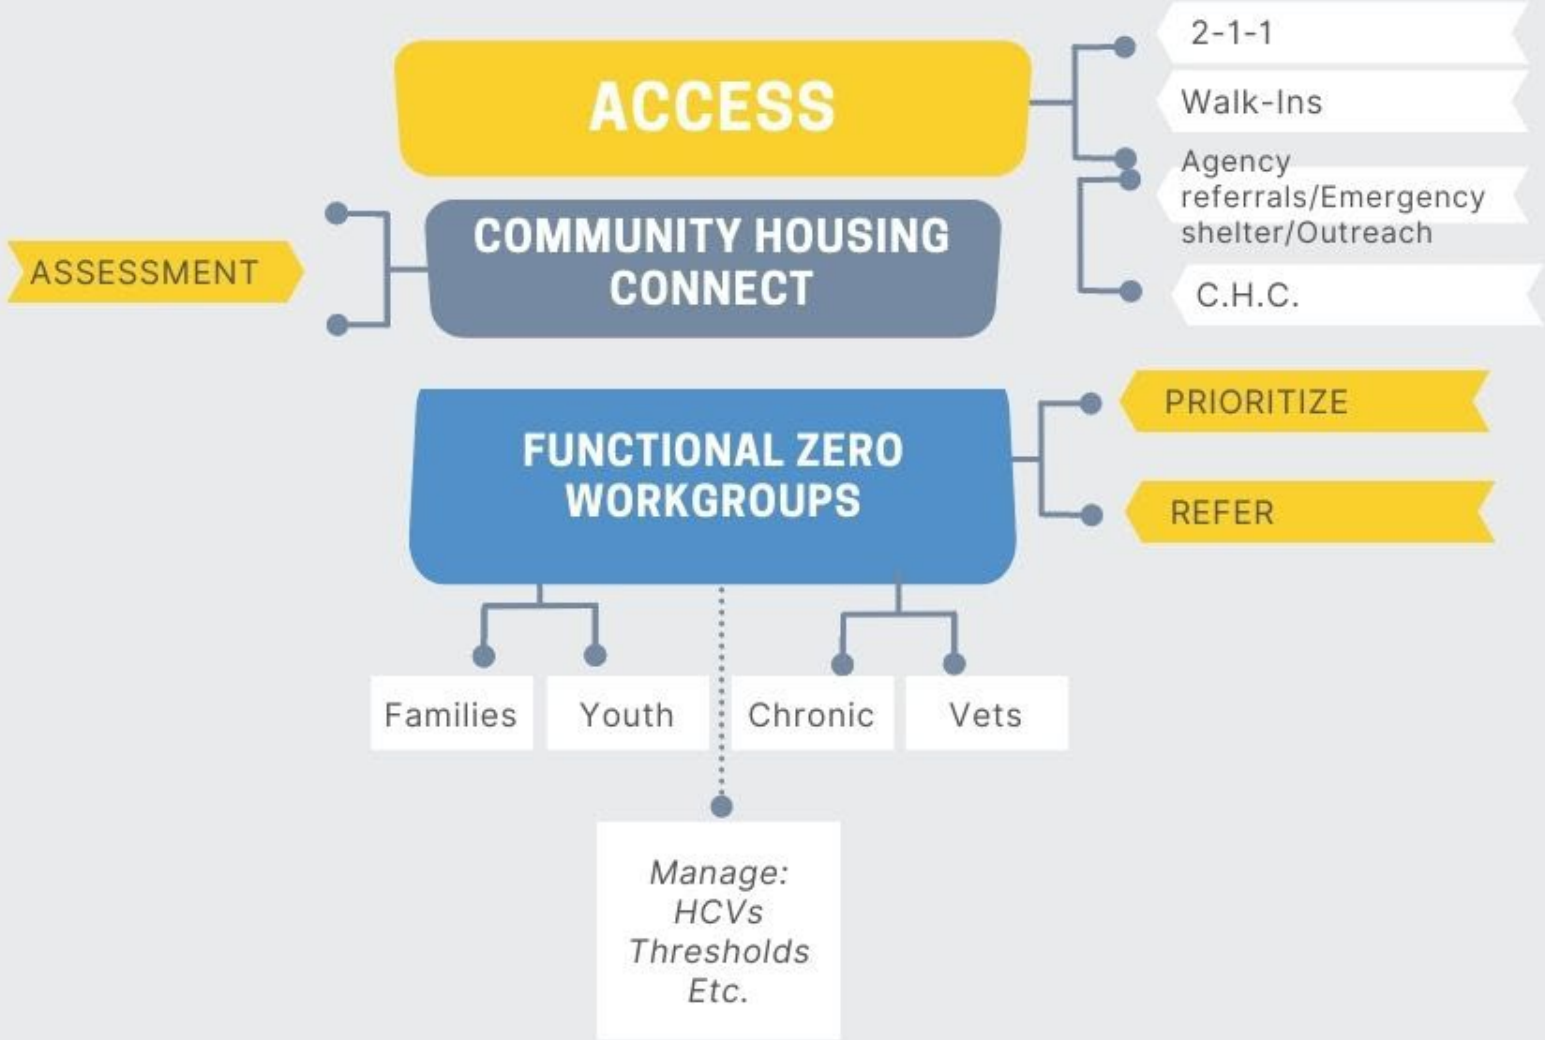 ACCESS
2-1-1
Walk-Ins
Agency
referrals/Emergency
shelter/Outreach
C.H.C.
COMMUNITY HOUSING
CONNECT
ASSESSMENT
FUNCTIONAL ZERO
WORKGROUPS
PRIORITIZE
REFER
Families
Youth
Chronic
Vets
Manage:
HCVs
Thresholds
Etc.